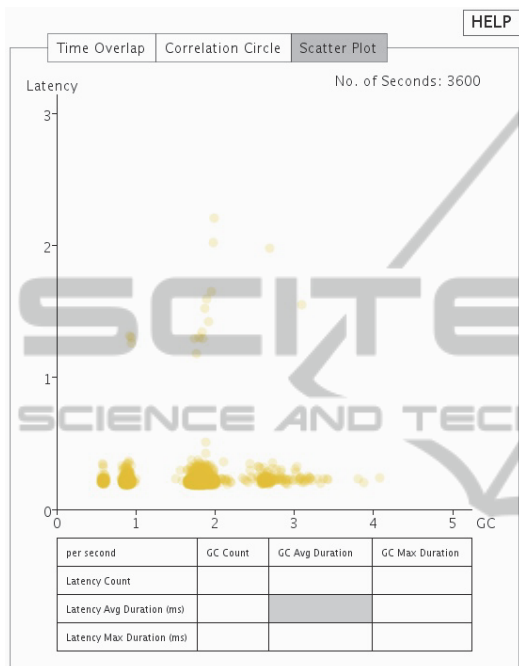 HELP
Time Overlap Correlation Circle Scatter Plot
No. of Seconds: 3600
Latency
3
2
1
0
0 1 2 3 4 5 GC
SCITE
SCIENCE AND TECH
per second GC Count GC Avg Duration GC Max Duration
Latency Count
Latency Avg Duration (ms)
Latency Max Duration (ms)